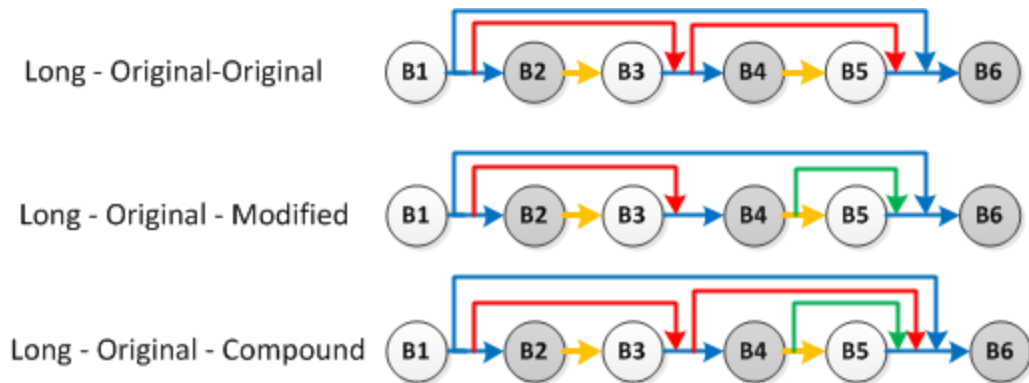 Long - Original-Original B1 B2 B3 B4 B5 B6
Long - Original - Modified B1 B2 B3 B4 B5 B6
Long - Original - Compound B1 B2 B3 B4 B5 B6